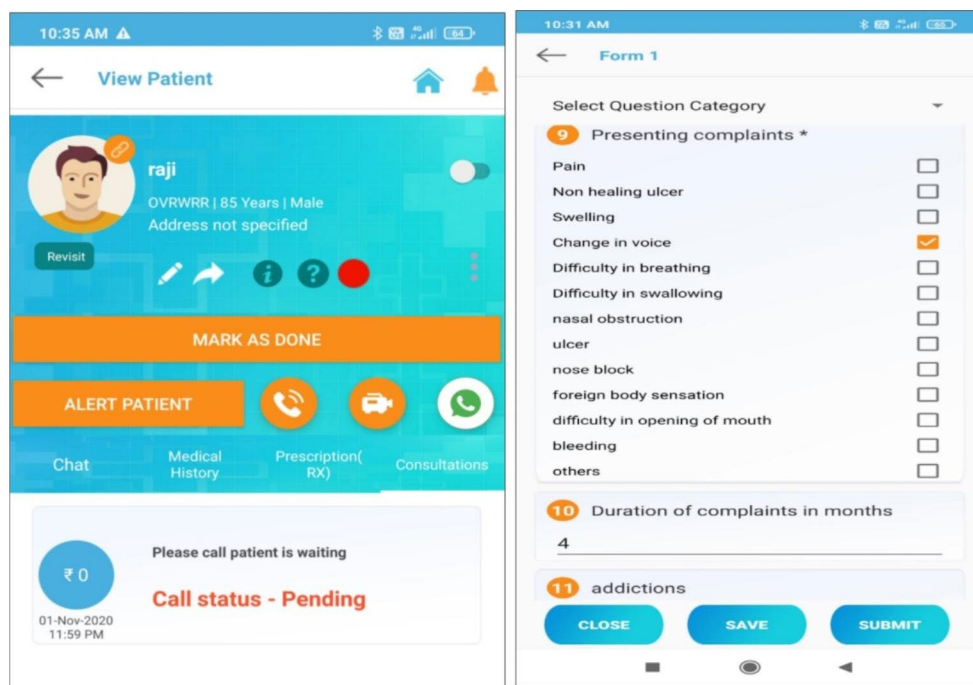 10:35 AM
64
View Patient
raji
OVRWRR | 85 Years | Male
Address not specified
Revisit
i ?
MARK AS DONE
ALERT PATIENT
Chat
Medical
History
Prescription(
RX)
Consultations
₹ 0
01-Nov-2020
11:59 PM
Please call patient is waiting
Call status - Pending
10:31 AM
65
Form 1
Select Question Category
9 Presenting complaints *
Pain
Non healing ulcer
Swelling
Change in voice
Difficulty in breathing
Difficulty in swallowing
nasal obstruction
ulcer
nose block
foreign body sensation
difficulty in opening of mouth
bleeding
others
10 Duration of complaints in months
4
11 addictions
CLOSE
SAVE
SUBMIT